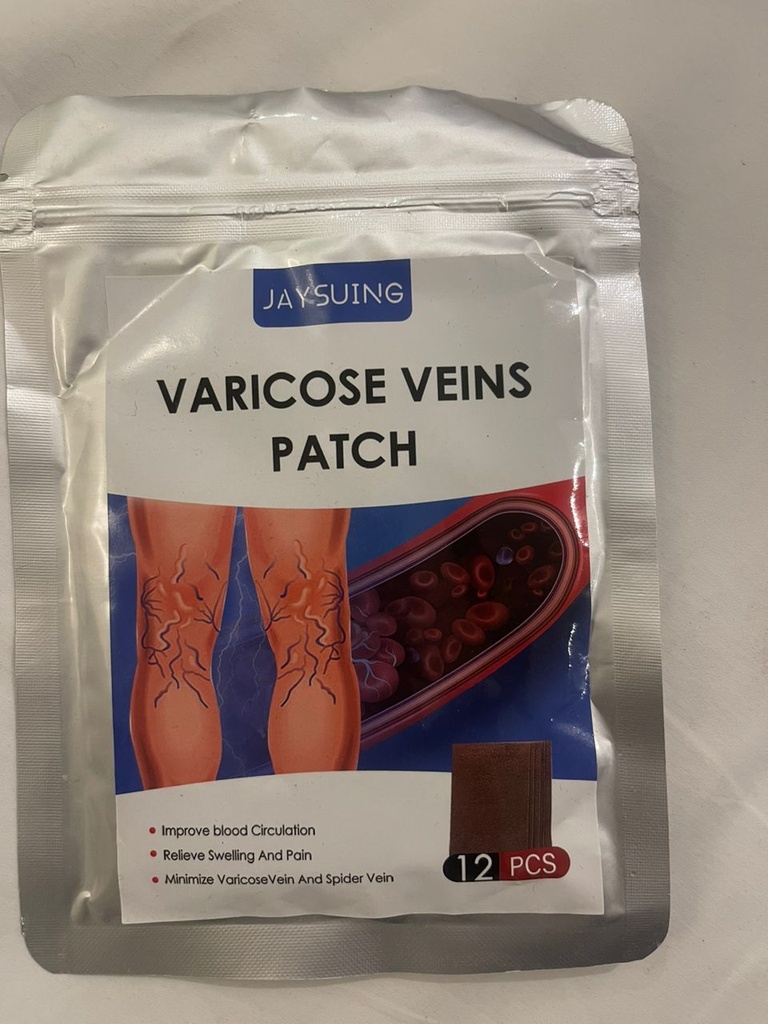 JAYSUING
VARICOSE VEINS
PATCH
Improve blood Circulation
Relieve Swelling And Pain
Minimize VaricoseVein And Spider Vein
12 PCS